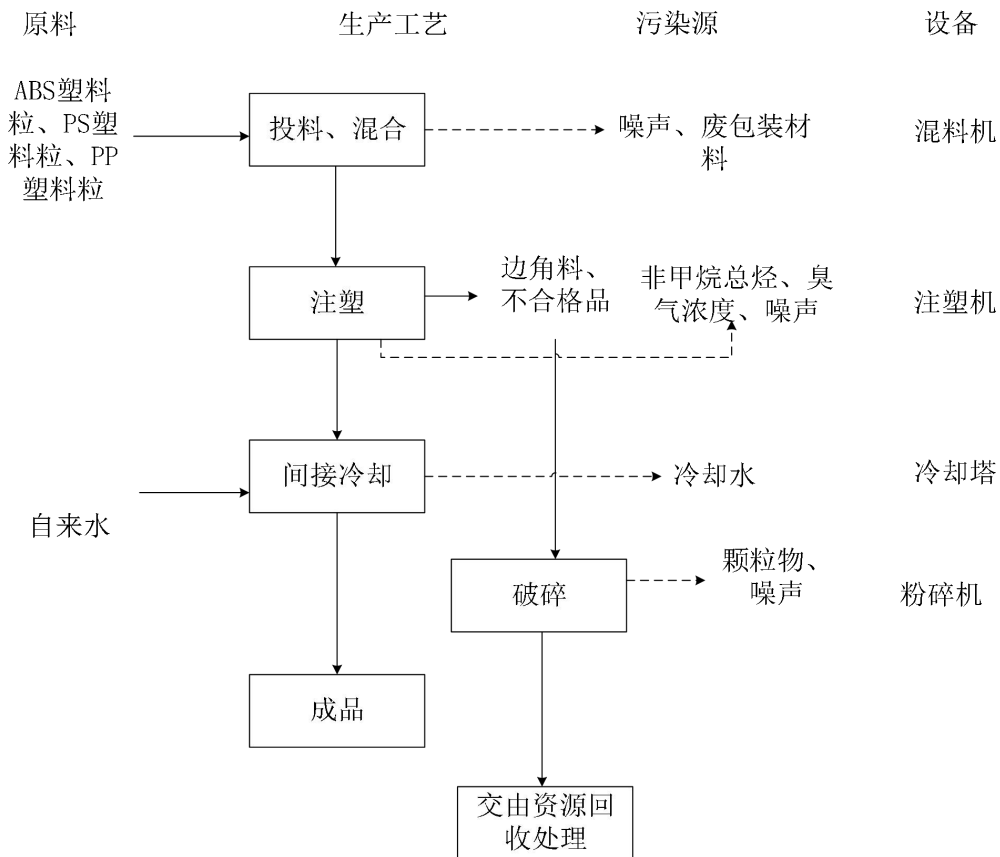 原料
生产工艺
污染源
设备
ABS塑料
粒、PS塑
料粒、PP
塑料粒
投料、混合
噪声、废包装材
料
混料机
注塑
边角料、
不合格品
非甲烷总烃、臭
气浓度、噪声
注塑机
间接冷却
冷却水
冷却塔
自来水
破碎
颗粒物、
噪声
粉碎机
成品
交由资源回
收处理